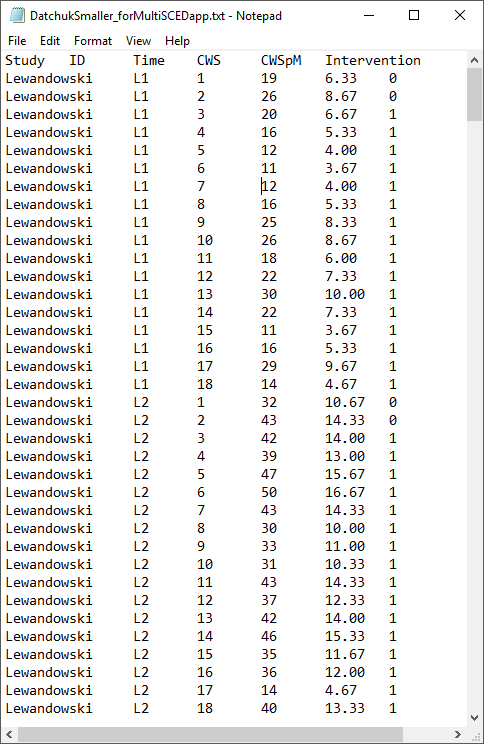 DatchukSmaller_forMultiSCEDapp.txt - Notepad
File Edit Format View Help
Study ID Time CWS CWSpM Intervention
Lewandowski L1 1 19 6.33 0
Lewandowski L1 2 26 8.67 0
Lewandowski L1 3 20 6.67 1
Lewandowski L1 4 16 5.33 1
Lewandowski L1 5 12 4.00 1
Lewandowski L1 6 11 3.67 1
Lewandowski L1 7 12 4.00 1
Lewandowski L1 8 16 5.33 1
Lewandowski L1 9 25 8.33 1
Lewandowski L1 10 26 8.67 1
Lewandowski L1 11 18 6.00 1
Lewandowski L1 12 22 7.33 1
Lewandowski L1 13 30 10.00 1
Lewandowski L1 14 22 7.33 1
Lewandowski L1 15 11 3.67 1
Lewandowski L1 16 16 5.33 1
Lewandowski L1 17 29 9.67 1
Lewandowski L1 18 14 4.67 1
Lewandowski L2 1 32 10.67 0
Lewandowski L2 2 43 14.33 0
Lewandowski L2 3 42 14.00 1
Lewandowski L2 4 39 13.00 1
Lewandowski L2 5 47 15.67 1
Lewandowski L2 6 50 16.67 1
Lewandowski L2 7 43 14.33 1
Lewandowski L2 8 30 10.00 1
Lewandowski L2 9 33 11.00 1
Lewandowski L2 10 31 10.33 1
Lewandowski L2 11 43 14.33 1
Lewandowski L2 12 37 12.33 1
Lewandowski L2 13 42 14.00 1
Lewandowski L2 14 46 15.33 1
Lewandowski L2 15 35 11.67 1
Lewandowski L2 16 36 12.00 1
Lewandowski L2 17 14 4.67 1
Lewandowski L2 18 40 13.33 1